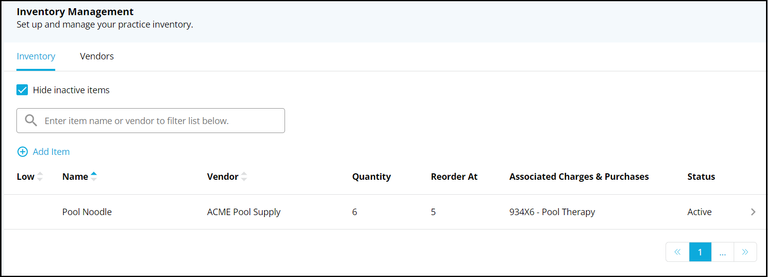 Inventory Management
Set up and manage your practice inventory.
Inventory Vendors
Hide inactive items
Enter item name or vendor to filter list below.
Add Item
Low Name Vendor Quantity Reorder At Associated Charges & Purchases Status
Pool Noodle ACME Pool Supply 6 5 934X6 - Pool Therapy Active
« 1 ... »